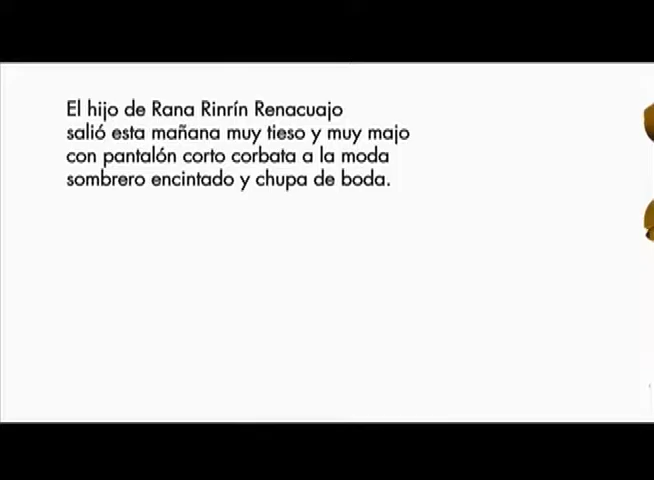 El hijo de Rana Rinrín Renacuajo
salió esta mañana muy tieso y muy majo
con pantalón corto corbata a la moda
sombrero encintado y chupa de boda.